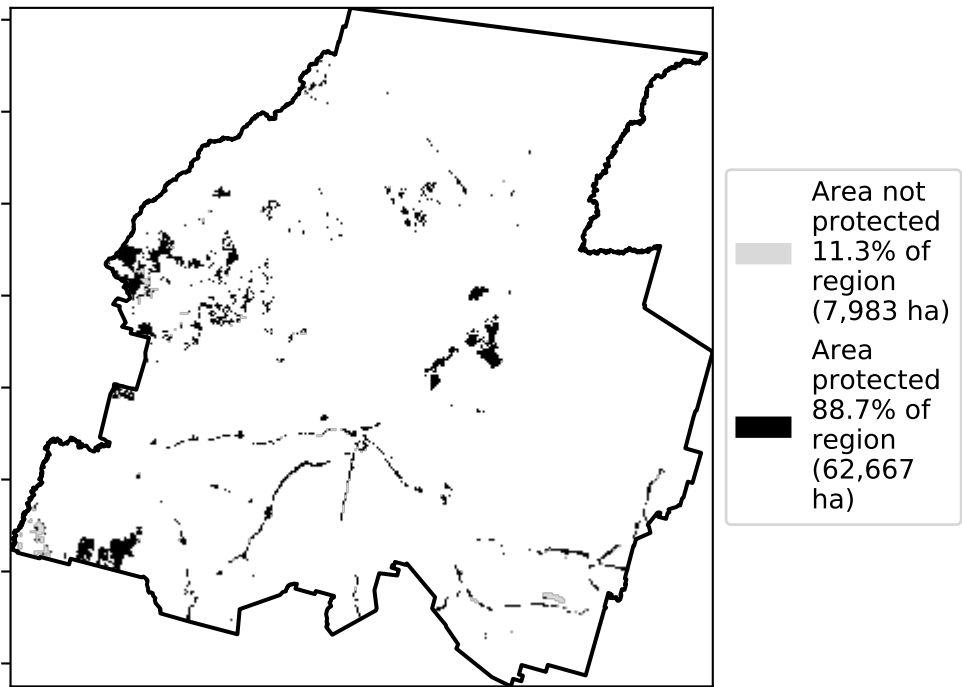 Area not
protected
11.3% of
region
(7,983 ha)
Area
protected
88.7% of
region
(62,667
ha)